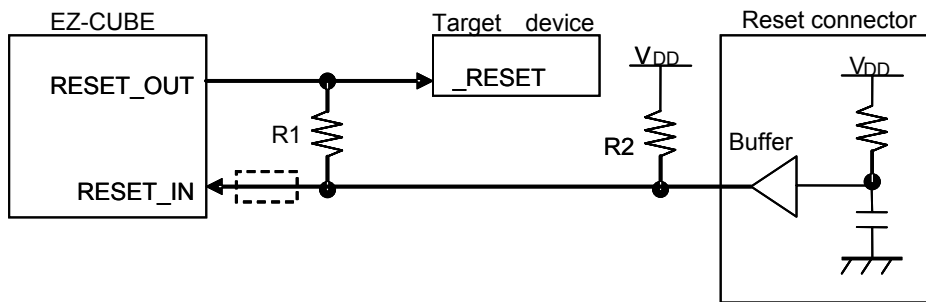 EZ-CUBE
Target device
Reset connector
RESET_OUT
_RESET
VDD
VDD
R1
R2
Buffer
RESET_IN